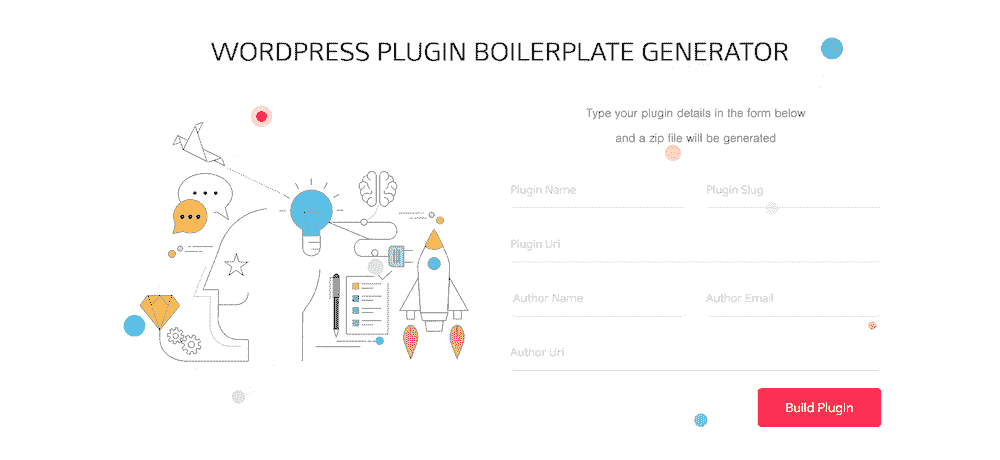 WORDPRESS PLUGIN BOILERPLATE GENERATOR
Type your plugin details in the form below
and a zip file will be generated
Plugin Name
Plugin Slug
Plugin Uri
Author Name
Author Email
Author Uri
Build Plugin